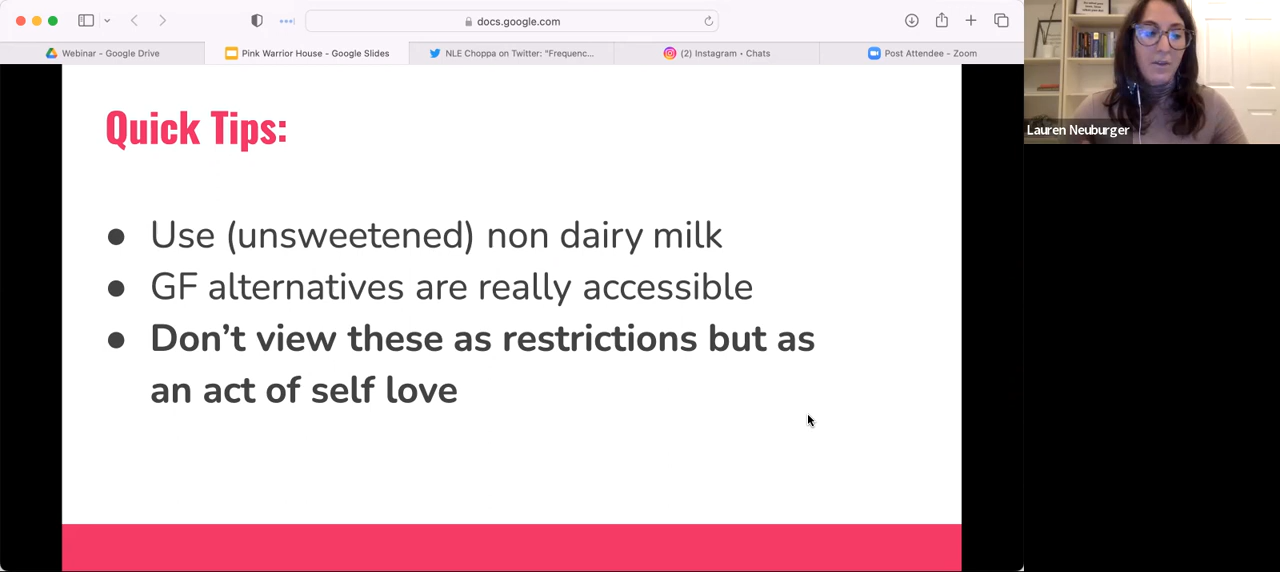 docs.google.com
Webinar - Google Drive
Pink Warrior House - Google Slides
NLE Choppa on Twitter: "Frequenc...
(2) Instagram • Chats
Post Attendee - Zoom
Lauren Neuburger
Quick Tips:
● Use (unsweetened) non dairy milk
● GF alternatives are really accessible
● Don't view these as restrictions but as
an act of self love